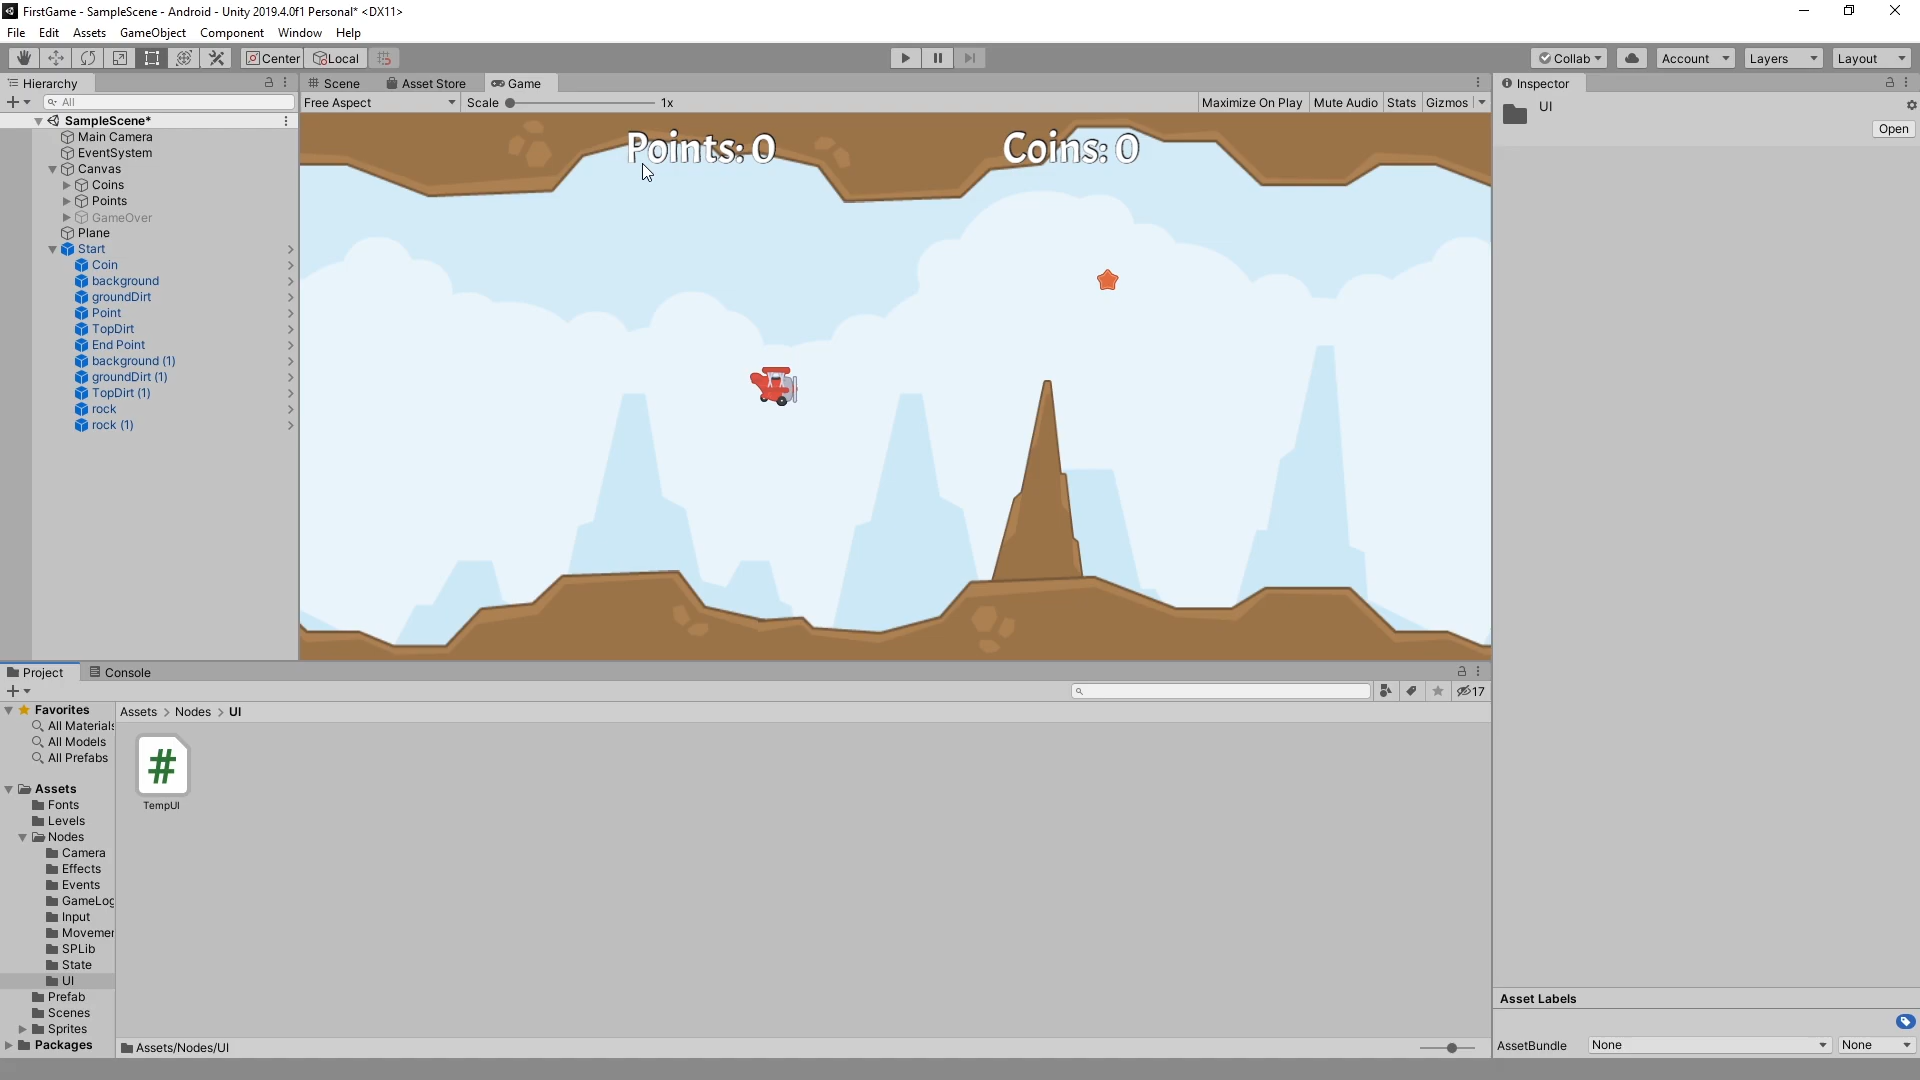 FirstGame - SampleScene - Android - Unity 2019.4.0f1 Personal* <DX11>
File Edit Assets GameObject Component Window Help
Center Local Collab Account Layers Layout
Hierarchy Scene Asset Store Game Inspector
All Free Aspect Scale 1x Maximize On Play Mute Audio Stats Gizmos UI
SampleScene*
Open
Main Camera
EventSystem
Canvas
Coins
Points
GameOver
Plane
Start
Coin
background
groundDirt
Point
TopDirt
End Point
background (1)
groundDirt (1)
TopDirt (1)
rock
rock (1)
Points: 0 Coins: 0
Project Console
17
Favorites
All Materials
All Models
All Prefabs
Assets
Fonts
Levels
Nodes
Camera
Effects
Events
GameLog
Input
Movemer
SPLib
State
UI
Prefab
Scenes
Sprites
Packages
Assets > Nodes > UI
#
TempUI
Assets/Nodes/UI
Asset Labels
AssetBundle None None